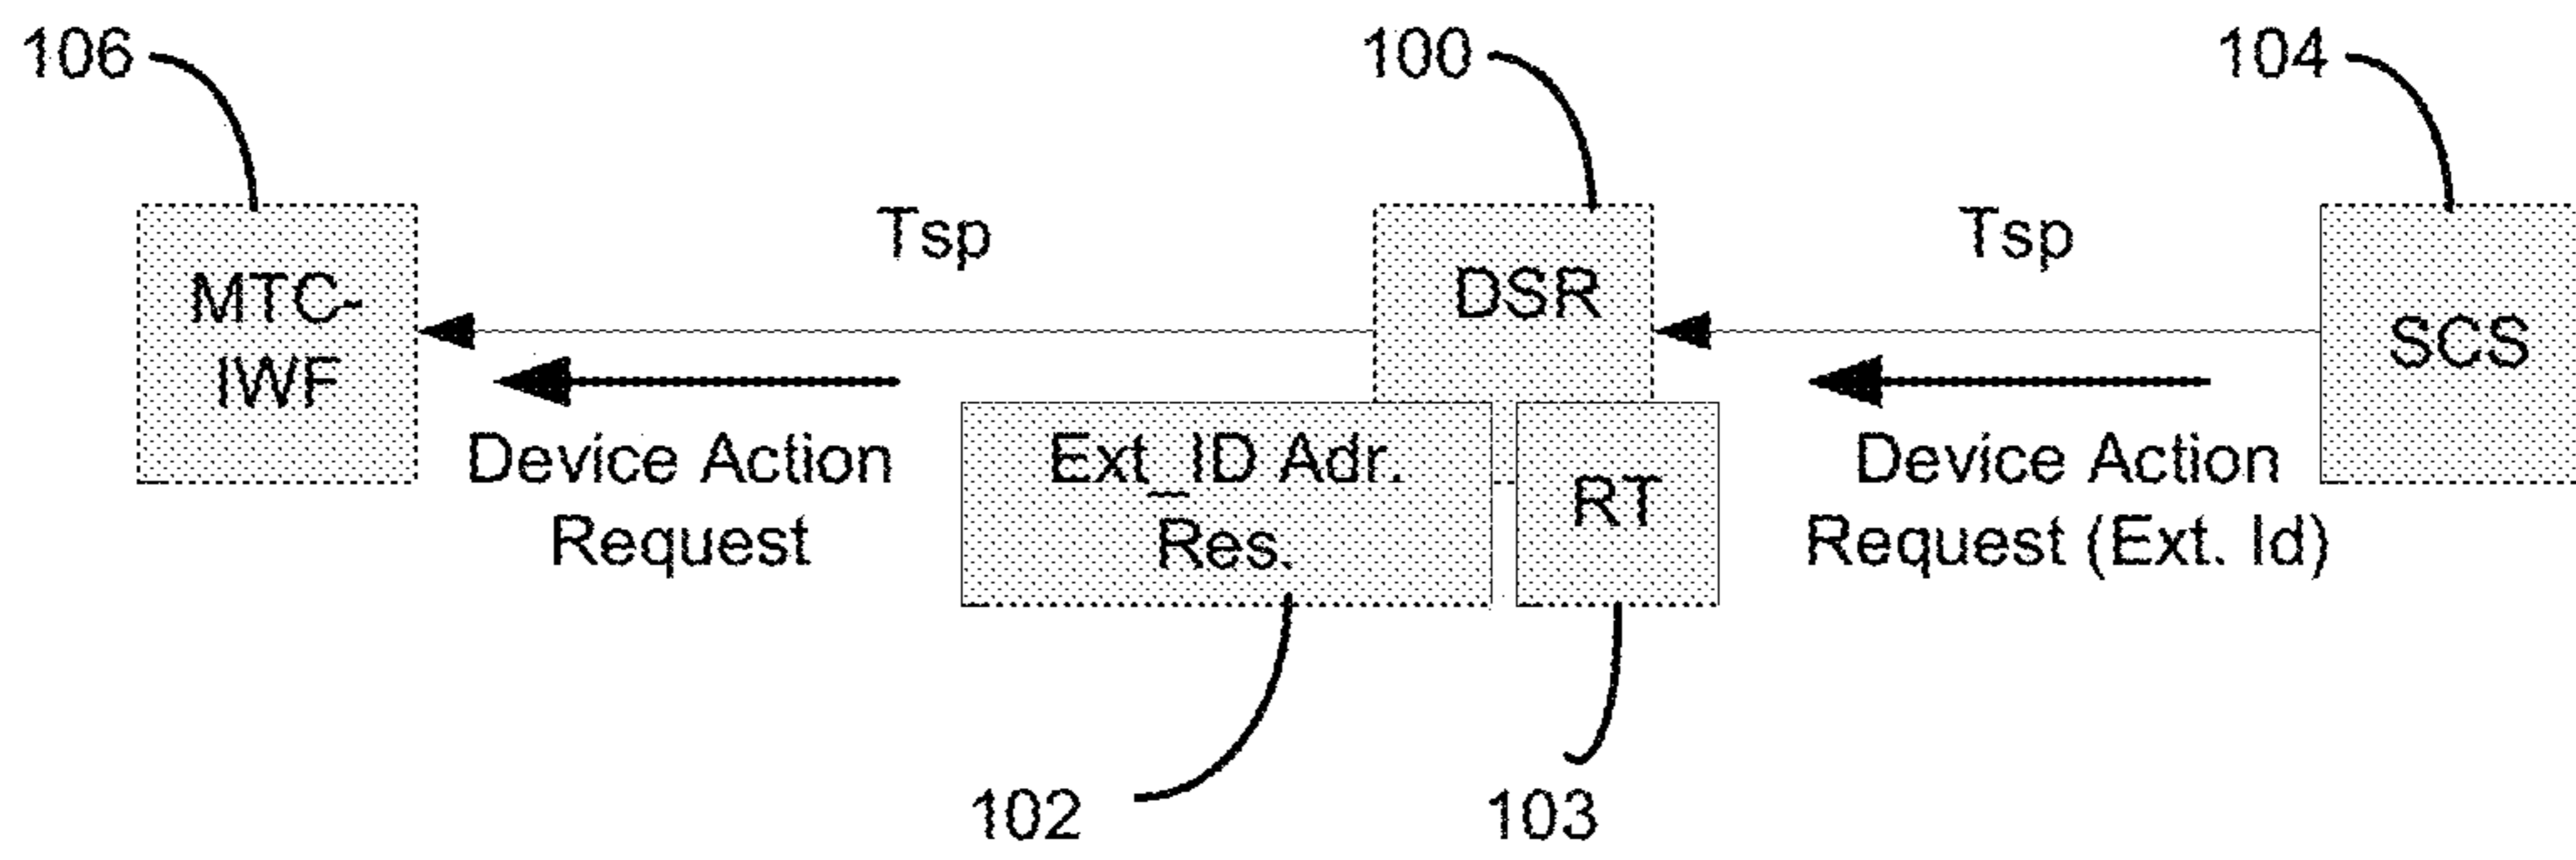 106
100
104
Tsp
Tsp
MTC-
IWF
DSR
SCS
Device Action
Request
Ext_ID Adr.
Res.
RT
Device Action
Request (Ext. Id)
102
103